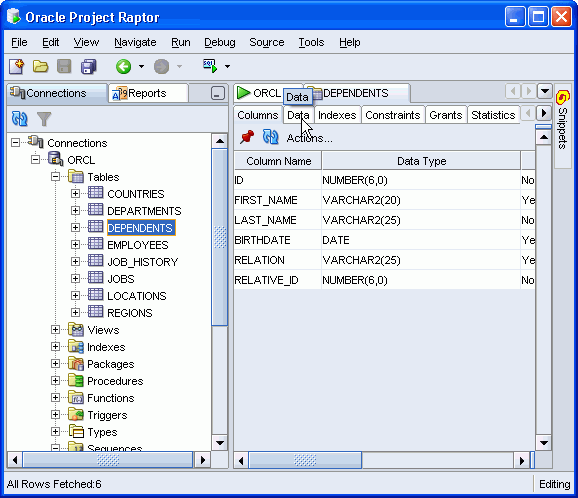 Oracle Project Raptor
File Edit View Navigate Run Debug Source Tools Help
SQL
Connections
Reports
Connections
ORCL
Tables
COUNTRIES
DEPARTMENTS
DEPENDENTS
EMPLOYEES
JOB_HISTORY
JOBS
LOCATIONS
REGIONS
Views
Indexes
Packages
Procedures
Functions
Triggers
Types
Sequences
ORCL
Data
DEPENDENTS
Columns Data Indexes Constraints Grants Statistics
Actions...
Column Name Data Type
ID NUMBER(6,0) No
FIRST_NAME VARCHAR2(20) Ye
LAST_NAME VARCHAR2(25) No
BIRTHDATE DATE Ye
RELATION VARCHAR2(25) Ye
RELATIVE_ID NUMBER(6,0) No
Snippets
All Rows Fetched:6
Editing